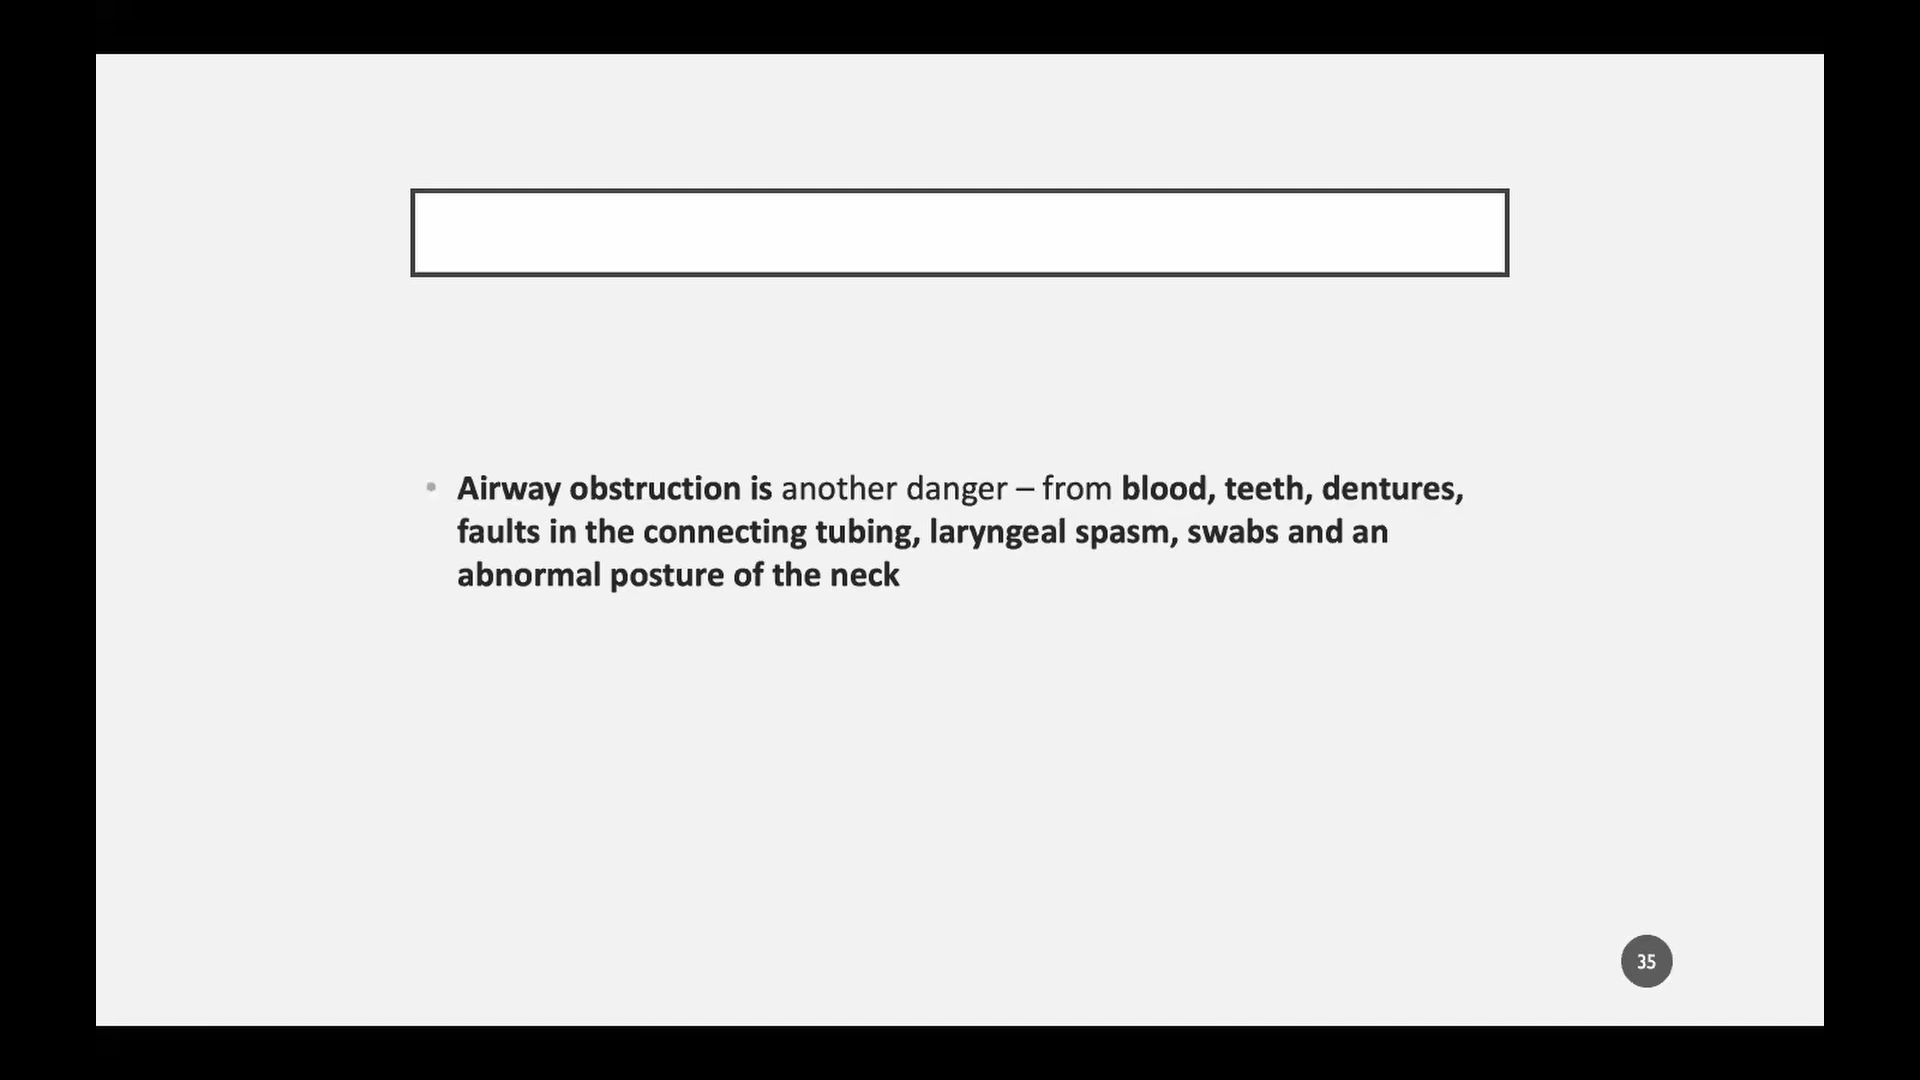 • Airway obstruction is another danger – from blood, teeth, dentures,
faults in the connecting tubing, laryngeal spasm, swabs and an
abnormal posture of the neck
35